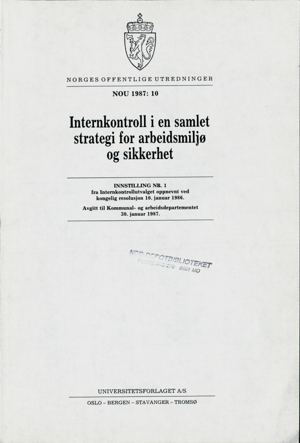 NORGES OFFENTLIGE UTREDNINGER
NOU 1987: 10
Internkontroll i en samlet
strategi for arbeidsmiljø
og sikkerhet
INNSTILLING NR. 1
fra Internkontrollutvalget oppnevnt ved
kongelig resolusjon 10. januar 1986.
Avgitt til Kommunal- og arbeidsdepartementet
30. januar 1987.
UNIVERSITETSFORLAGET A/S
OSLO – BERGEN – STAVANGER – TROMSØ